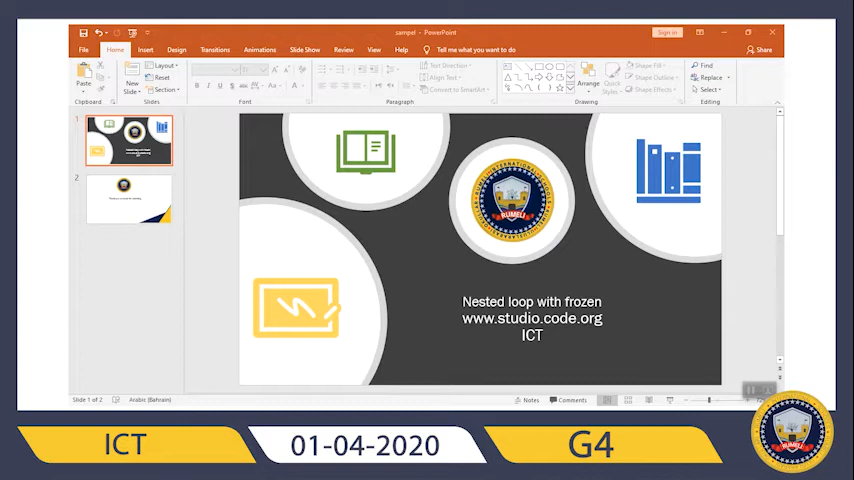 sampel - PowerPoint
Sign in
File Home Insert Design Transitions Animations Slide Show Review View Help Tell me what you want to do Share
Paste
Clipboard
New Slide
Layout
Reset
Section
Slides
Font
Text Direction
Align Text
Convert to SmartArt
Paragraph
Arrange
Quick Styles
Shape Fill
Shape Outline
Shape Effects
Drawing
Find
Replace
Select
Editing
1
2
RUMELI
Nested loop with frozen
www.studio.code.org
ICT
Slide 1 of 2 Arabic (Bahrain) Notes Comments
ICT 01-04-2020 G4
RUMELI